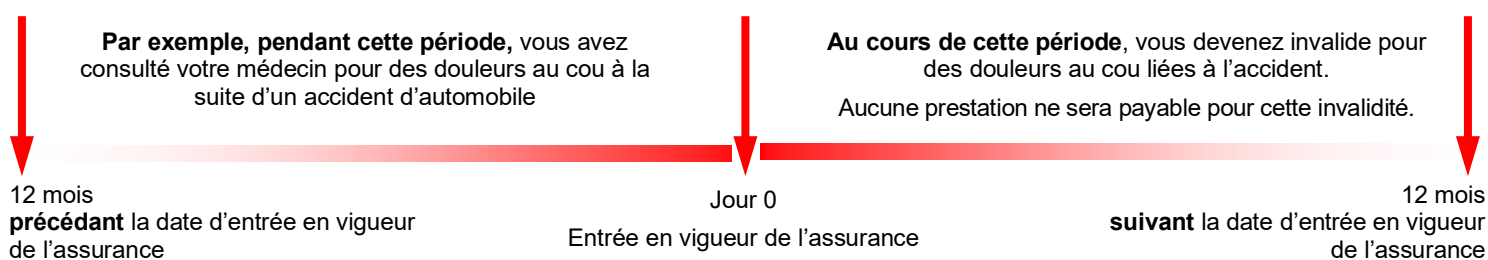 Par exemple, pendant cette période, vous avez
consulté votre médecin pour des douleurs au cou à la
suite d’un accident d’automobile
Au cours de cette période, vous devenez invalide pour
des douleurs au cou liées à l’accident.
Aucune prestation ne sera payable pour cette invalidité.
12 mois
précédant la date d’entrée en vigueur
de l’assurance
Jour 0
Entrée en vigueur de l’assurance
12 mois
suivant la date d’entrée en vigueur
de l’assurance